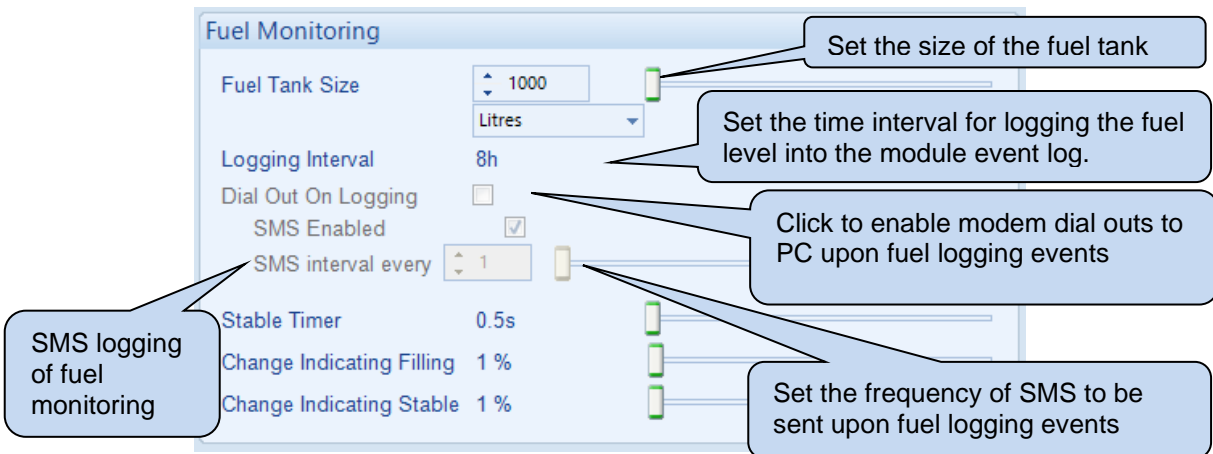 Fuel Monitoring
Set the size of the fuel tank
Fuel Tank Size
1000
Litres
Set the time interval for logging the fuel
level into the module event log.
Logging Interval
8h
Dial Out On Logging
Click to enable modem dial outs to
PC upon fuel logging events
SMS Enabled
SMS interval every
1
SMS logging
of fuel
monitoring
Stable Timer
0.5s
Change Indicating Filling
1 %
Change Indicating Stable
1 %
Set the frequency of SMS to be
sent upon fuel logging events